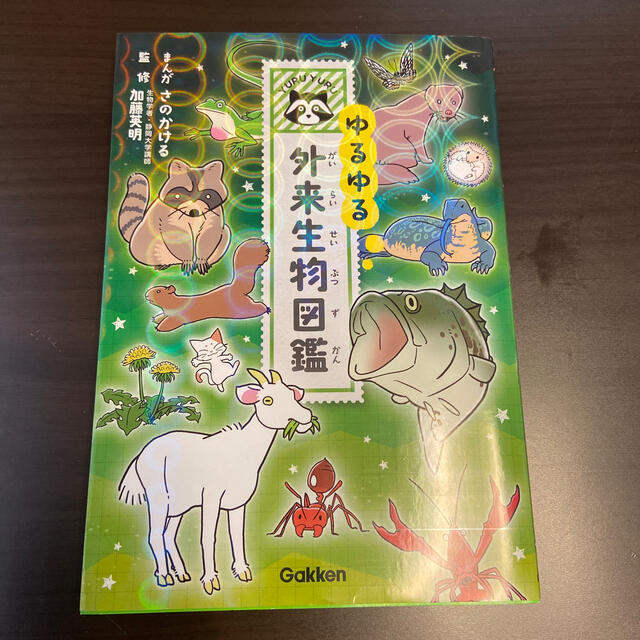 まんが さのかける
監修 生物学者・静岡大学講師 加藤英明
YURUYURU
ゆるゆる
外来生物図鑑
がい らい せい ぶつ ず かん
Gakken